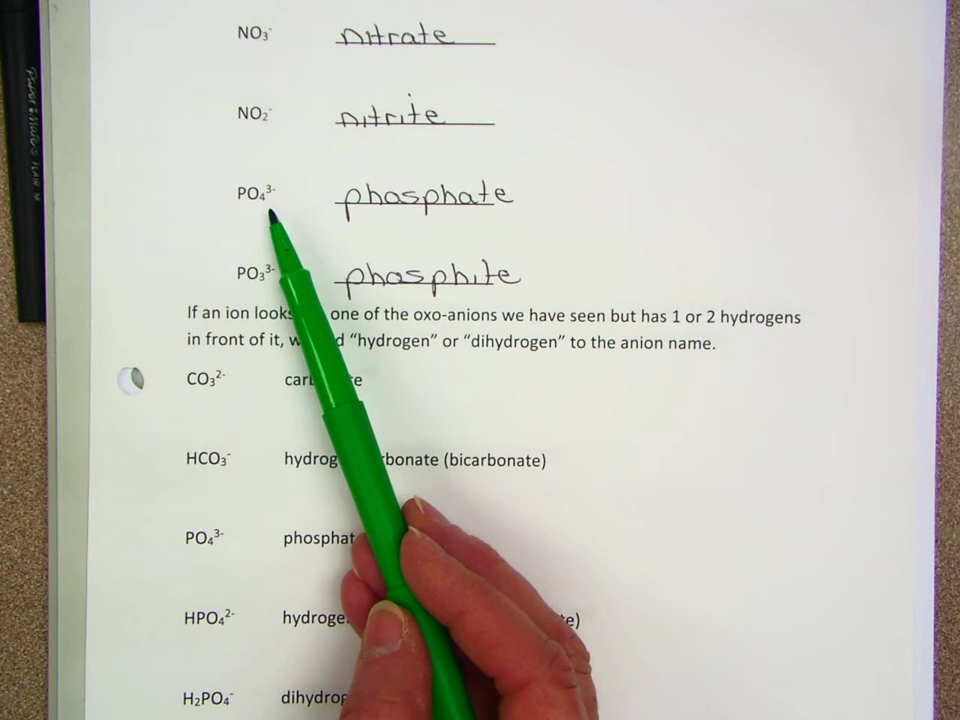 NO₃⁻ nitrate
NO₂⁻ nitrite
PO₄³⁻ phosphate
PO₃³⁻ phosphite
If an ion looks one of the oxo-anions we have seen but has 1 or 2 hydrogens
in front of it, "hydrogen" or "dihydrogen" to the anion name.
CO₃²⁻
HCO₃⁻ (bicarbonate)
PO₄³⁻ phosphat
HPO₄²⁻
H₂PO₄⁻